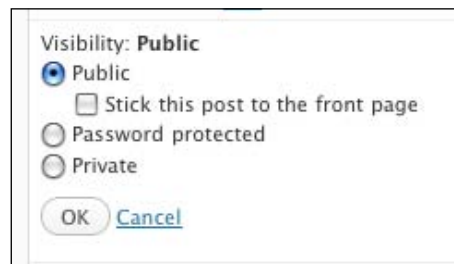 Visibility: Public
Public
Stick this post to the front page
Password protected
Private
OK Cancel